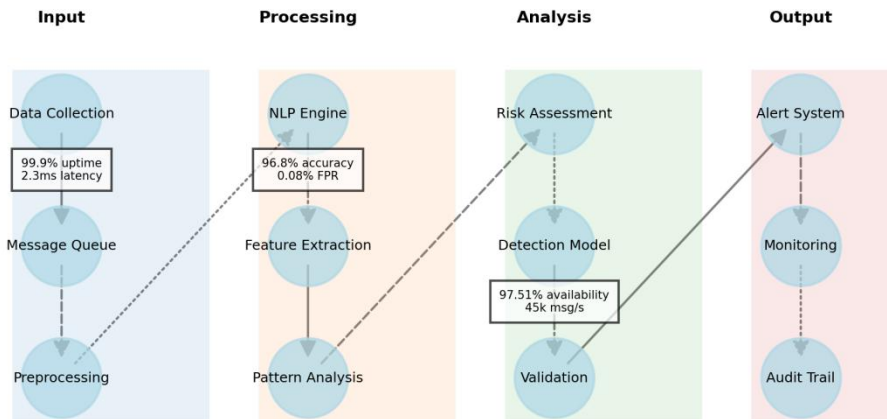 Input
Processing
Analysis
Output
Data Collection
99.9% uptime
2.3ms latency
Message Queue
Preprocessing
NLP Engine
96.8% accuracy
0.08% FPR
Feature Extraction
Pattern Analysis
Risk Assessment
Detection Model
97.51% availability
45k msg/s
Validation
Alert System
Monitoring
Audit Trail